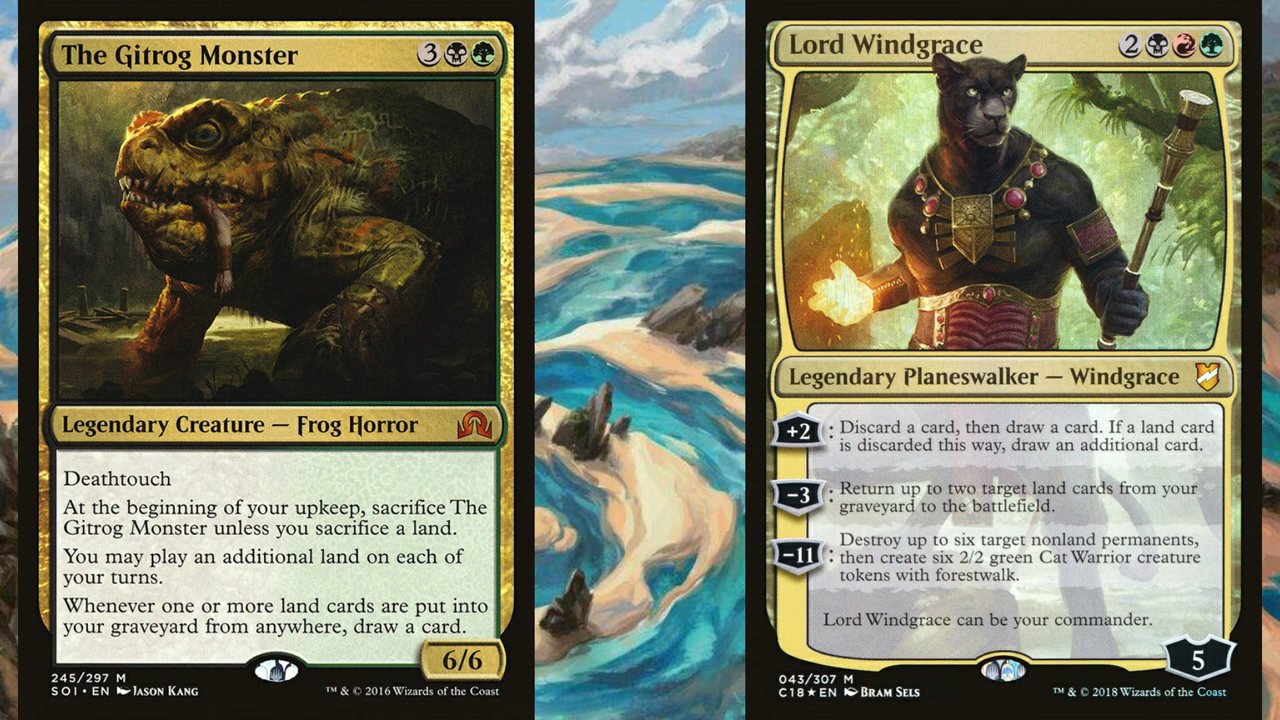 The Gitrog Monster
3
Legendary Creature — Frog Horror
Deathtouch
At the beginning of your upkeep, sacrifice The
Gitrog Monster unless you sacrifice a land.
You may play an additional land on each of
your turns.
Whenever one or more land cards are put into
your graveyard from anywhere, draw a card.
6/6
245/297 M
SOI • EN JASON KANG
™ & © 2016 Wizards of the Coast
Lord Windgrace
2
Legendary Planeswalker — Windgrace
+2 : Discard a card, then draw a card. If a land card
is discarded this way, draw an additional card.
−3 : Return up to two target land cards from your
graveyard to the battlefield.
−11 : Destroy up to six target nonland permanents,
then create six 2/2 green Cat Warrior creature
tokens with forestwalk.
Lord Windgrace can be your commander.
5
043/307 M
C18★EN BRAM SELS
™ & © 2018 Wizards of the Coast